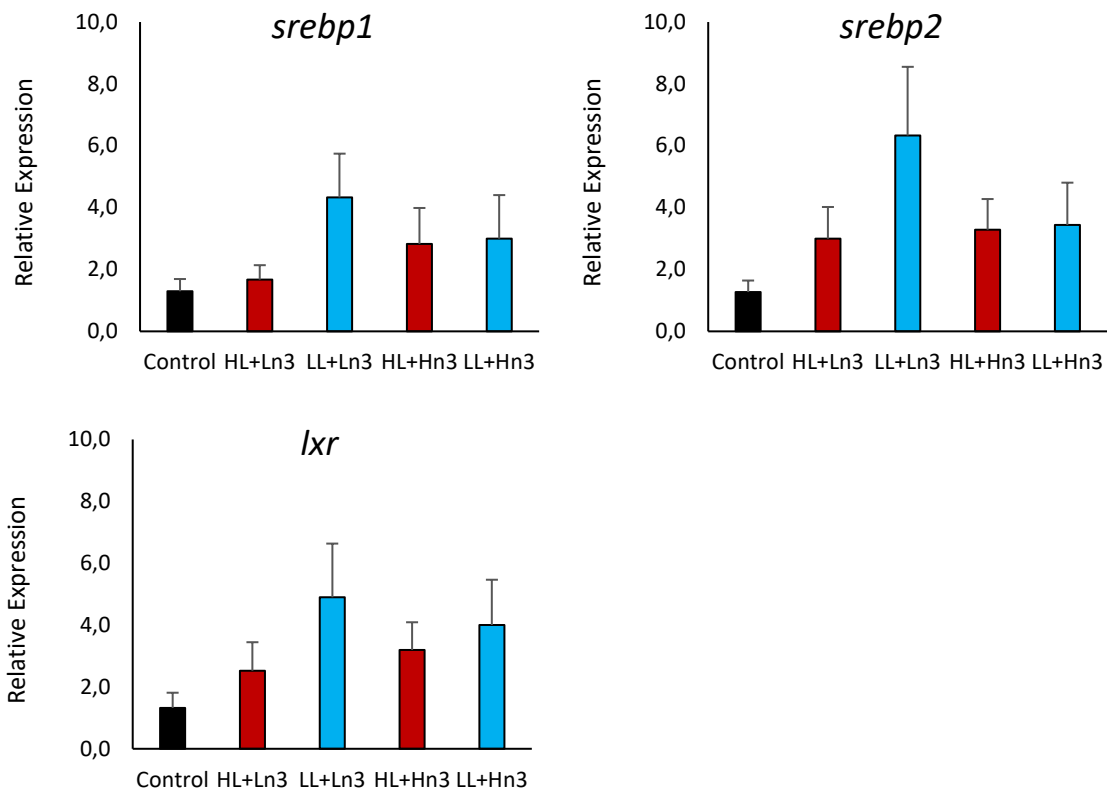 srebp1
10,0
8,0
6,0
4,0
2,0
0,0
Relative Expression
Control HL+Ln3 LL+Ln3 HL+Hn3 LL+Hn3
srebp2
10,0
8,0
6,0
4,0
2,0
0,0
Relative Expression
Control HL+Ln3 LL+Ln3 HL+Hn3 LL+Hn3
lxr
10,0
8,0
6,0
4,0
2,0
0,0
Relative Expression
Control HL+Ln3 LL+Ln3 HL+Hn3 LL+Hn3